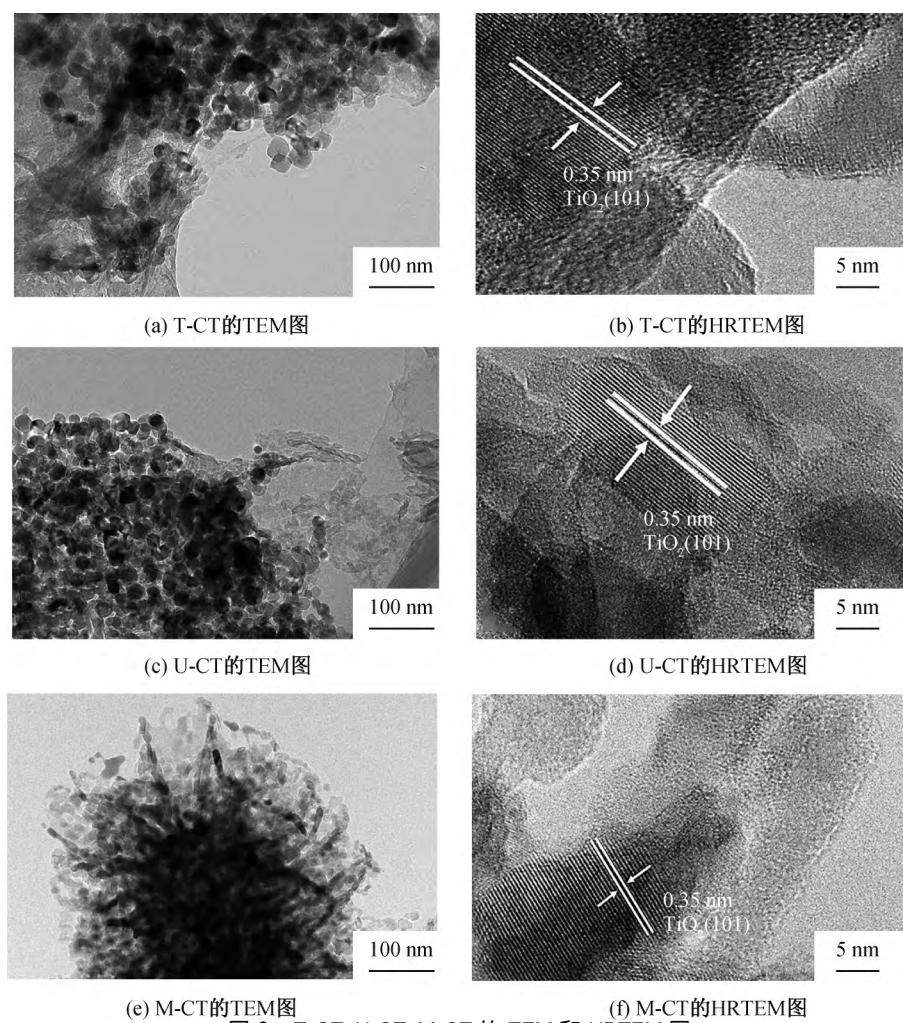 0.35 nm
TiO2(101)
100 nm
5 nm
(a) T-CT的TEM图
(b) T-CT的HRTEM图
0.35 nm
TiO2(101)
100 nm
5 nm
(c) U-CT的TEM图
(d) U-CT的HRTEM图
0.35 nm
TiO2(101)
100 nm
5 nm
(e) M-CT的TEM图
(f) M-CT的HRTEM图